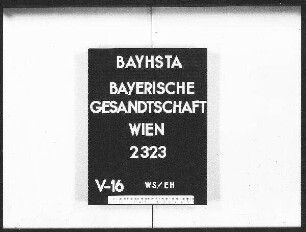 BAYHSTA
BAYERISCHE
GESANDTSCHAFT
WIEN
2323
V-16 WS/EH